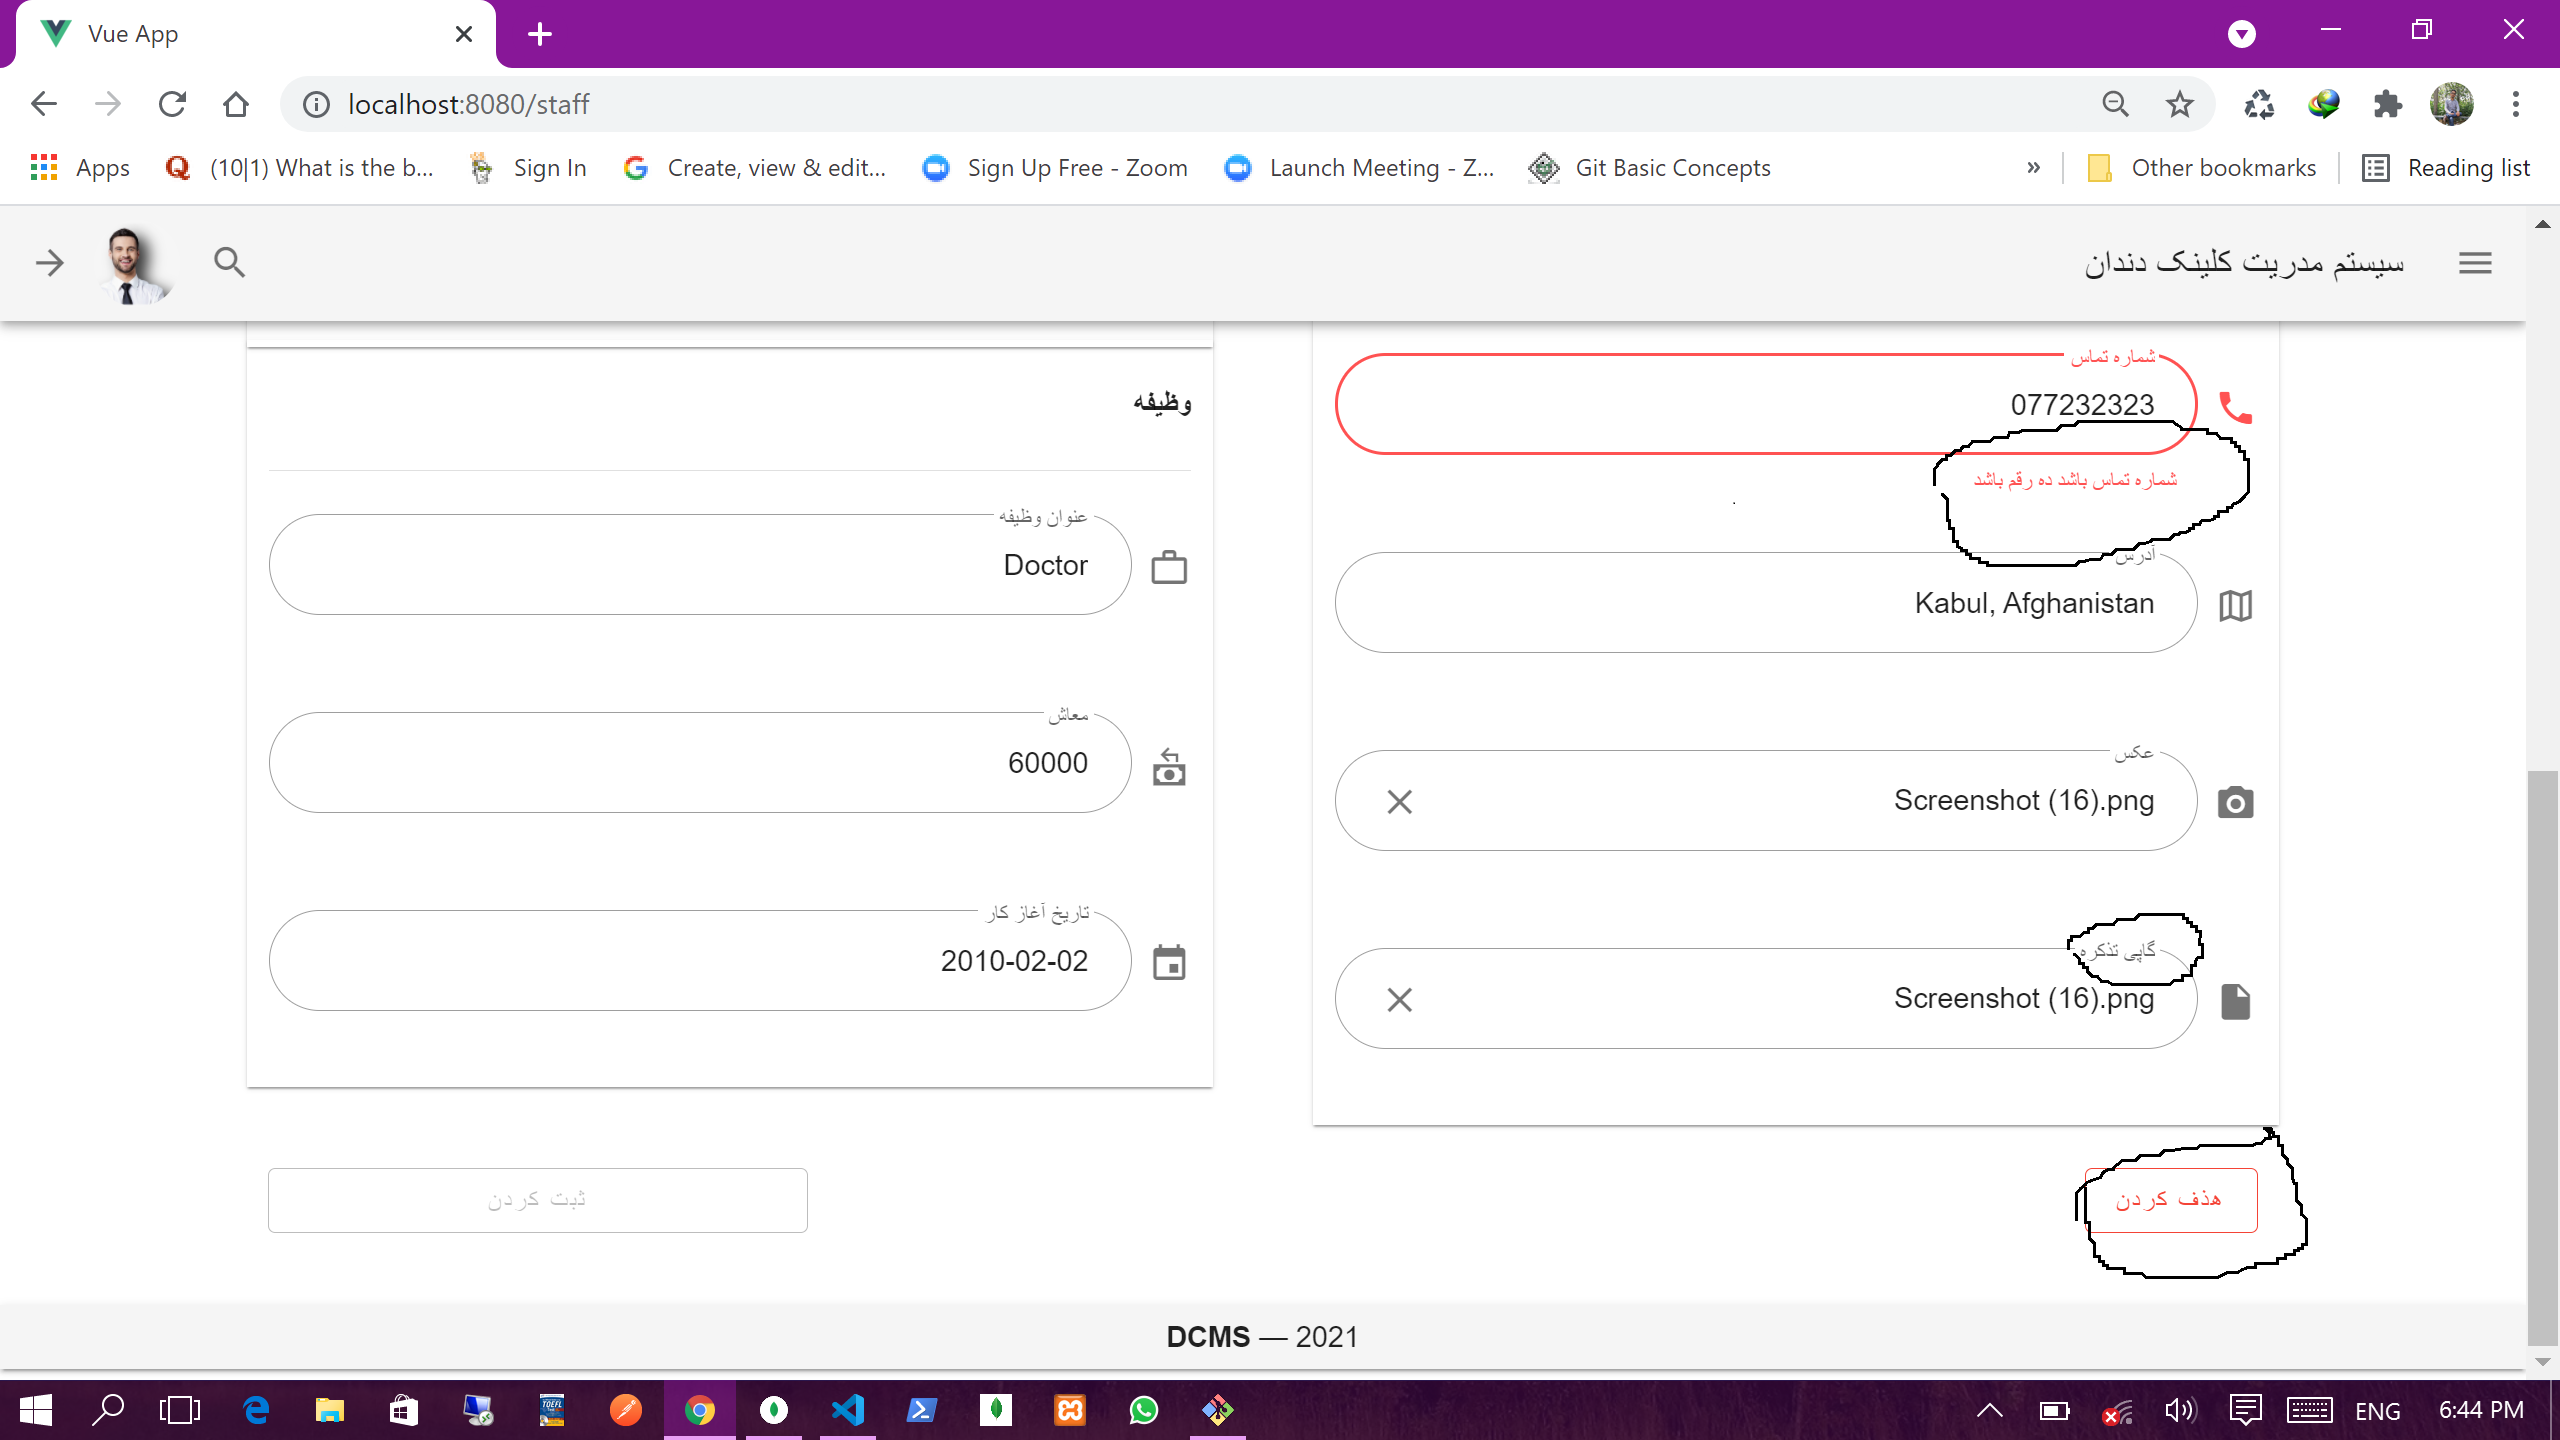 Vue App
localhost:8080/staff
Apps
(10|1) What is the b...
Sign In
Create, view & edit...
Sign Up Free - Zoom
Launch Meeting - Z...
Git Basic Concepts
»
Other bookmarks
Reading list
سیستم مدریت کلینک دندان
شماره تماس
077232323
شماره تماس باشد ده رقم باشد
آدرس
Kabul, Afghanistan
عکس
Screenshot (16).png
گاپی تذکره
Screenshot (16).png
وظیفه
عنوان وظیفه
Doctor
معاش
60000
تاریخ آغاز کار
2010-02-02
هذف کردن
ثبت کردن
DCMS — 2021
TOEFL
ENG
6:44 PM